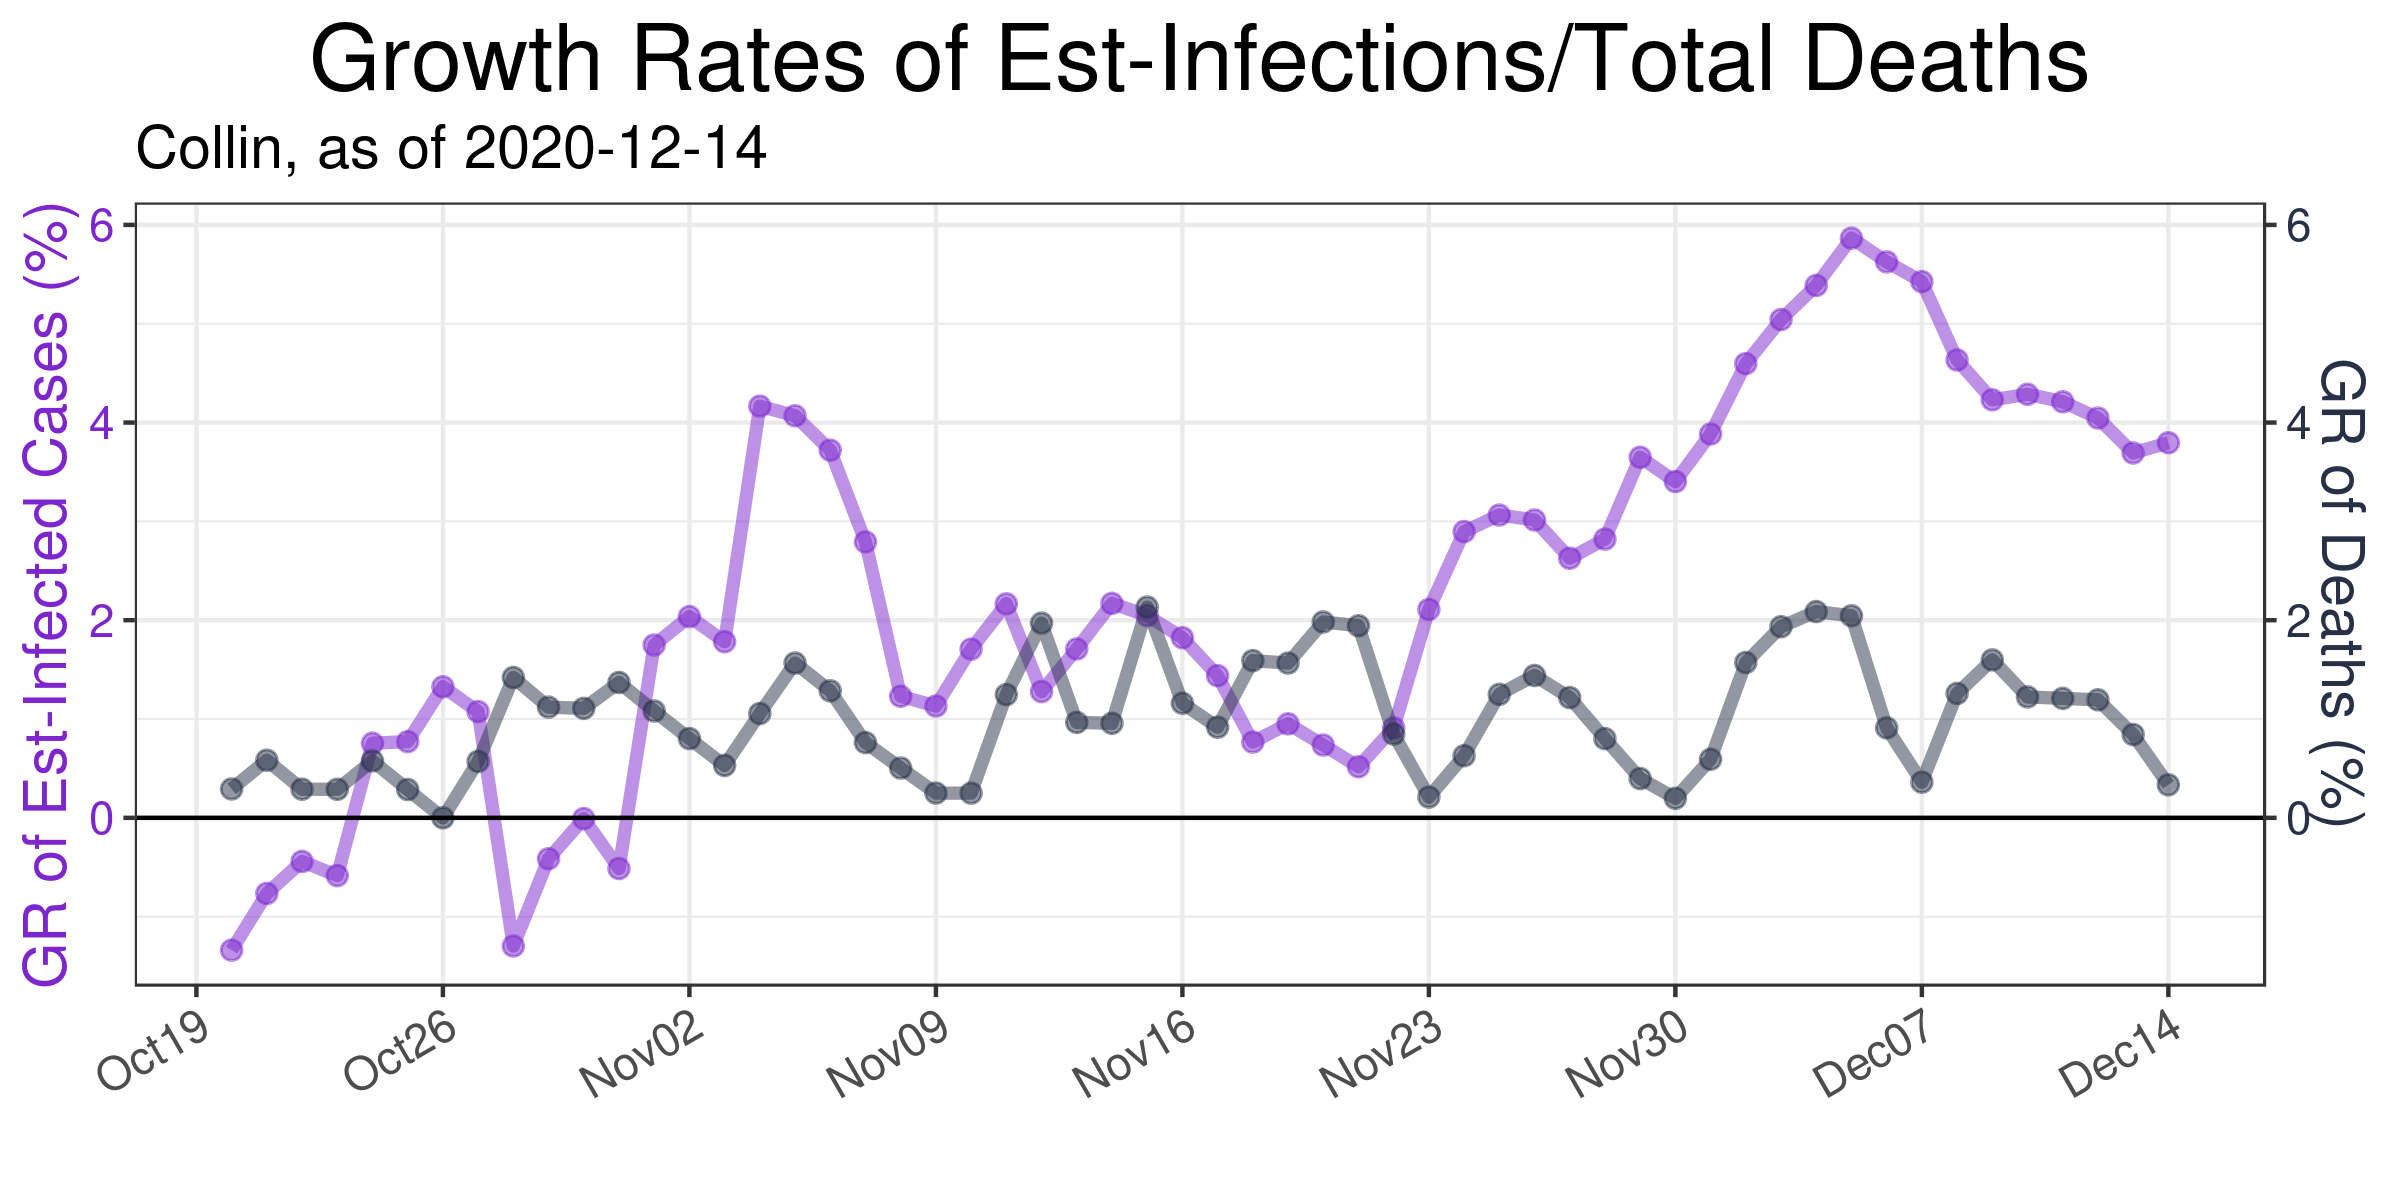 Growth Rates of Est-Infections/Total Deaths
Collin, as of 2020-12-14
GR of Est-Infected Cases (%)
6
4
2
0
6
4
2
0
GR of Deaths (%)
Oct19
Oct26
Nov02
Nov09
Nov16
Nov23
Nov30
Dec07
Dec14